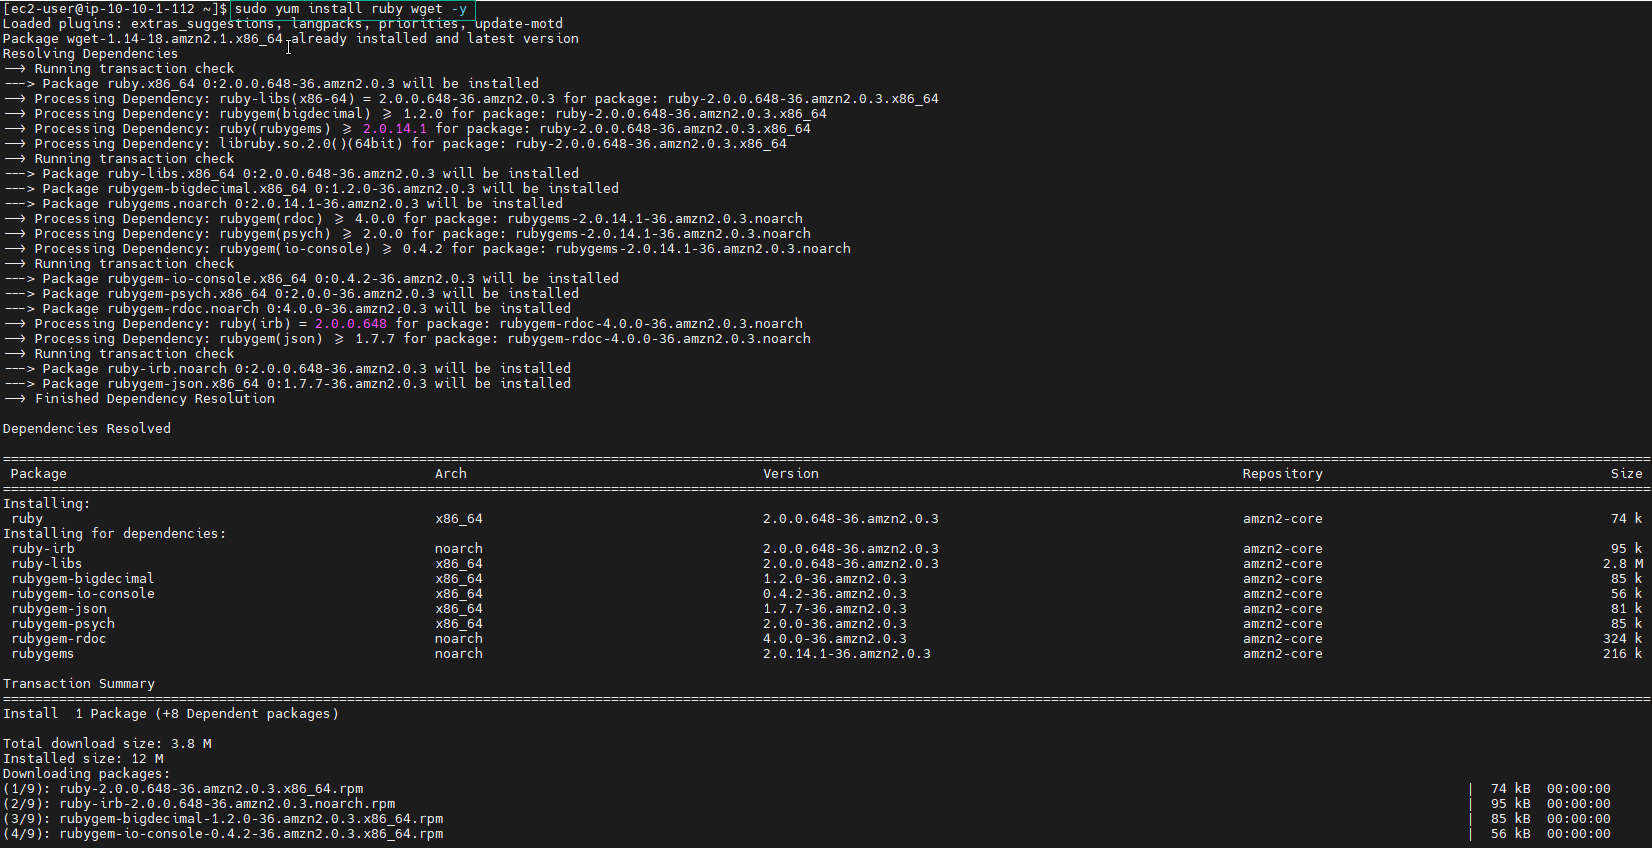 [ec2-user@ip-10-10-1-112 ~]$ sudo yum install ruby wget -y
Loaded plugins: extras_suggestions, langpacks, priorities, update-motd
Package wget-1.14-18.amzn2.1.x86_64 already installed and latest version
Resolving Dependencies
--> Running transaction check
---> Package ruby.x86_64 0:2.0.0.648-36.amzn2.0.3 will be installed
--> Processing Dependency: ruby-libs(x86-64) = 2.0.0.648-36.amzn2.0.3 for package: ruby-2.0.0.648-36.amzn2.0.3.x86_64
--> Processing Dependency: rubygem(bigdecimal) >= 1.2.0 for package: ruby-2.0.0.648-36.amzn2.0.3.x86_64
--> Processing Dependency: ruby(rubygems) >= 2.0.14.1 for package: ruby-2.0.0.648-36.amzn2.0.3.x86_64
--> Processing Dependency: libruby.so.2.0()(64bit) for package: ruby-2.0.0.648-36.amzn2.0.3.x86_64
--> Running transaction check
---> Package ruby-libs.x86_64 0:2.0.0.648-36.amzn2.0.3 will be installed
---> Package rubygem-bigdecimal.x86_64 0:1.2.0-36.amzn2.0.3 will be installed
---> Package rubygems.noarch 0:2.0.14.1-36.amzn2.0.3 will be installed
--> Processing Dependency: rubygem(rdoc) >= 4.0.0 for package: rubygems-2.0.14.1-36.amzn2.0.3.noarch
--> Processing Dependency: rubygem(psych) >= 2.0.0 for package: rubygems-2.0.14.1-36.amzn2.0.3.noarch
--> Processing Dependency: rubygem(io-console) >= 0.4.2 for package: rubygems-2.0.14.1-36.amzn2.0.3.noarch
--> Running transaction check
---> Package rubygem-io-console.x86_64 0:0.4.2-36.amzn2.0.3 will be installed
---> Package rubygem-psych.x86_64 0:2.0.0-36.amzn2.0.3 will be installed
---> Package rubygem-rdoc.noarch 0:4.0.0-36.amzn2.0.3 will be installed
--> Processing Dependency: ruby(irb) = 2.0.0.648 for package: rubygem-rdoc-4.0.0-36.amzn2.0.3.noarch
--> Processing Dependency: rubygem(json) >= 1.7.7 for package: rubygem-rdoc-4.0.0-36.amzn2.0.3.noarch
--> Running transaction check
---> Package ruby-irb.noarch 0:2.0.0.648-36.amzn2.0.3 will be installed
---> Package rubygem-json.x86_64 0:1.7.7-36.amzn2.0.3 will be installed
--> Finished Dependency Resolution
Dependencies Resolved
Package Arch Version Repository Size
Installing:
ruby x86_64 2.0.0.648-36.amzn2.0.3 amzn2-core 74 k
Installing for dependencies:
ruby-irb noarch 2.0.0.648-36.amzn2.0.3 amzn2-core 95 k
ruby-libs x86_64 2.0.0.648-36.amzn2.0.3 amzn2-core 2.8 M
rubygem-bigdecimal x86_64 1.2.0-36.amzn2.0.3 amzn2-core 85 k
rubygem-io-console x86_64 0.4.2-36.amzn2.0.3 amzn2-core 56 k
rubygem-json x86_64 1.7.7-36.amzn2.0.3 amzn2-core 81 k
rubygem-psych x86_64 2.0.0-36.amzn2.0.3 amzn2-core 85 k
rubygem-rdoc noarch 4.0.0-36.amzn2.0.3 amzn2-core 324 k
rubygems noarch 2.0.14.1-36.amzn2.0.3 amzn2-core 216 k
Transaction Summary
Install 1 Package (+8 Dependent packages)
Total download size: 3.8 M
Installed size: 12 M
Downloading packages:
(1/9): ruby-2.0.0.648-36.amzn2.0.3.x86_64.rpm | 74 kB 00:00:00
(2/9): ruby-irb-2.0.0.648-36.amzn2.0.3.noarch.rpm | 95 kB 00:00:00
(3/9): rubygem-bigdecimal-1.2.0-36.amzn2.0.3.x86_64.rpm | 85 kB 00:00:00
(4/9): rubygem-io-console-0.4.2-36.amzn2.0.3.x86_64.rpm | 56 kB 00:00:00